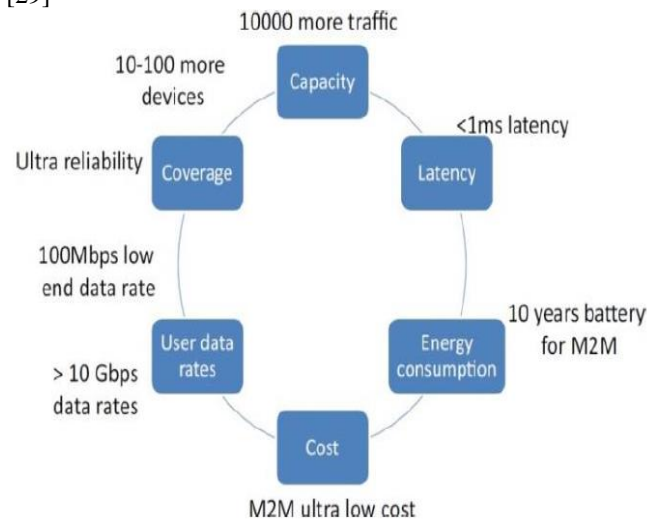 [29]
10000 more traffic
10-100 more
devices
Capacity
<1ms latency
Ultra reliability
Coverage
Latency
100Mbps low
end data rate
10 years battery
for M2M
User data
rates
Energy
consumption
> 10 Gbps
data rates
Cost
M2M ultra low cost